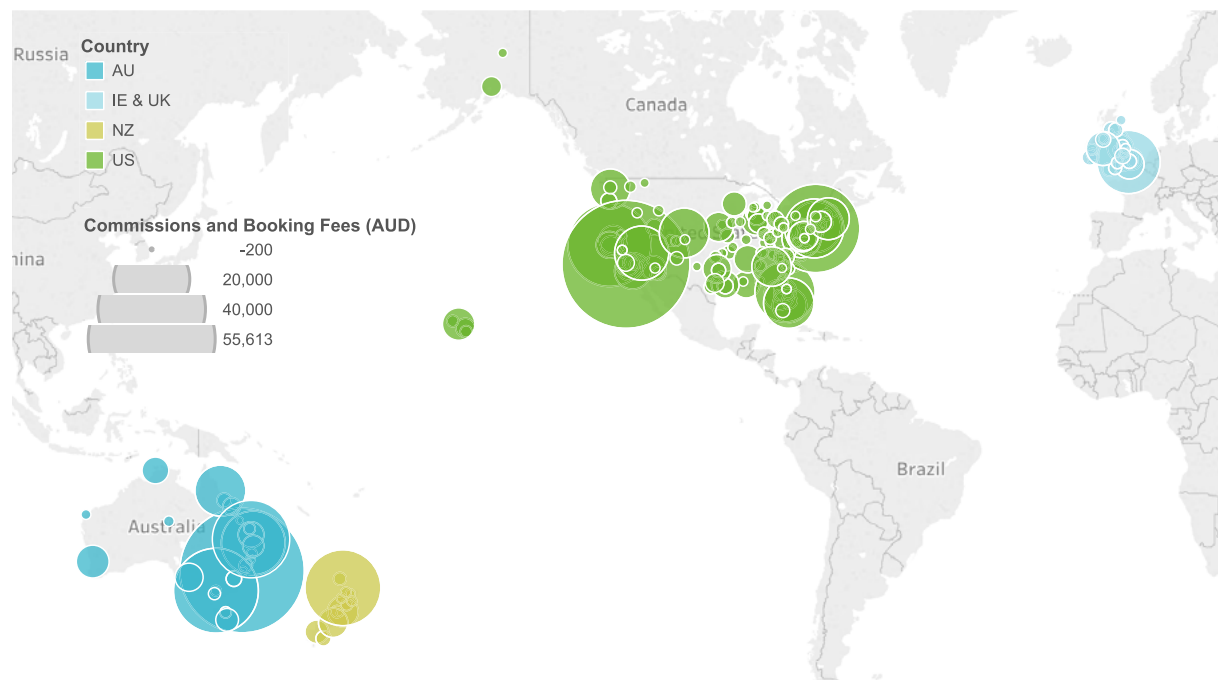 Russia
Country
AU
IE & UK
NZ
US
Canada
Commissions and Booking Fees (AUD)
-200
20,000
40,000
55,613
Australia
Brazil